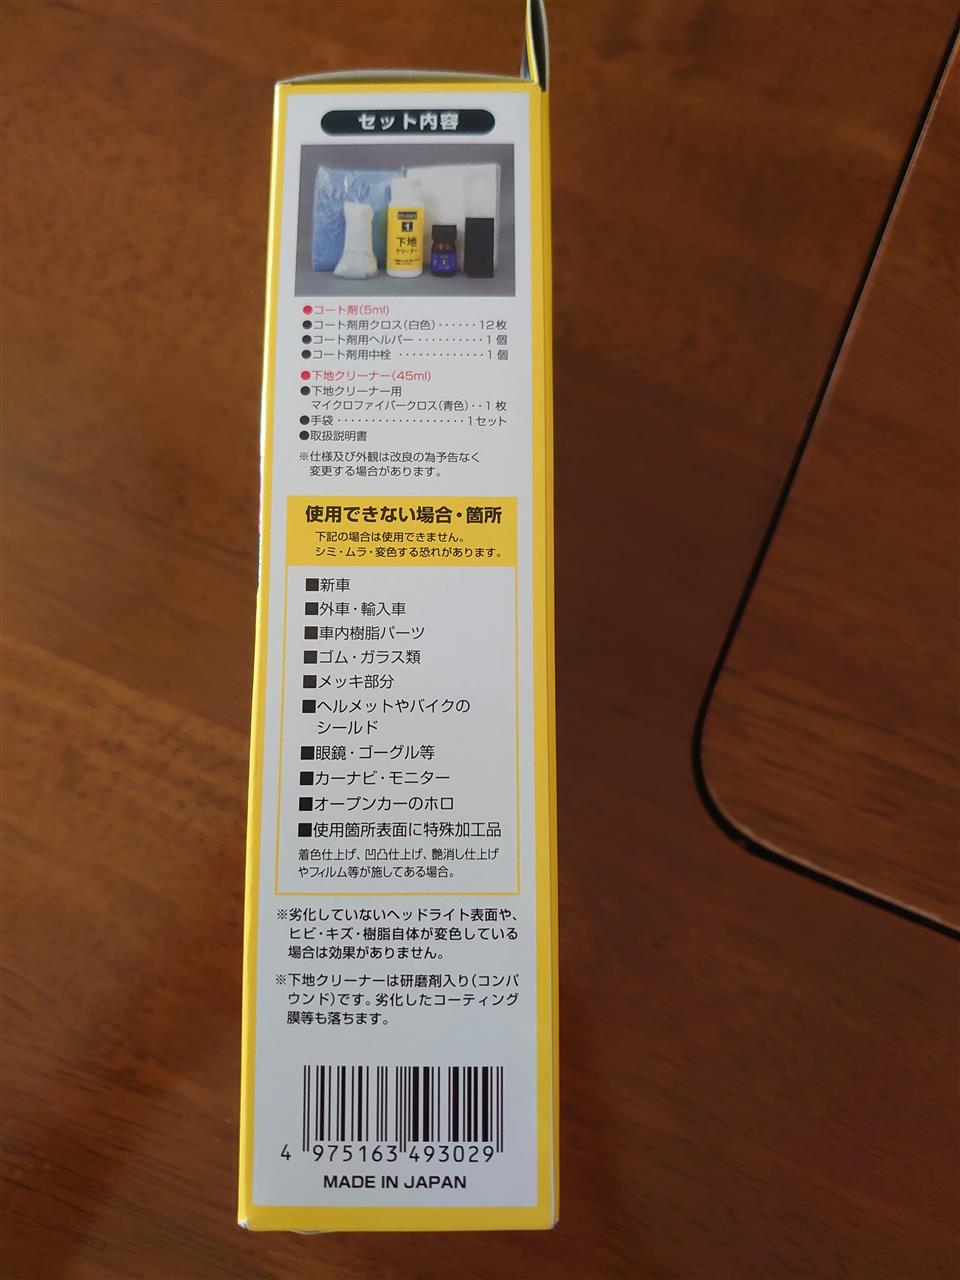 セット内容
1
下地
クリーナー
●コート剤(5ml)
●コート剤用クロス(白色)······12枚
●コート剤用ヘルパー··········1個
●コート剤用中栓 ·············1個
●下地クリーナー(45ml)
●下地クリーナー用
マイクロファイバークロス(青色)··1枚
●手袋···················1セット
●取扱説明書
※仕様及び外観は改良の為予告なく
変更する場合があります。
使用できない場合・箇所
下記の場合は使用できません。
シミ・ムラ・変色する恐れがあります。
■新車
■外車・輸入車
■車内樹脂パーツ
■ゴム・ガラス類
■メッキ部分
■ヘルメットやバイクの
シールド
■眼鏡・ゴーグル等
■カーナビ・モニター
■オープンカーのホロ
■使用箇所表面に特殊加工品
着色仕上げ、凹凸仕上げ、艶消し仕上げ
やフィルム等が施してある場合。
※劣化していないヘッドライト表面や、
ヒビ・キズ・樹脂自体が変色している
場合は効果がありません。
※下地クリーナーは研磨剤入り(コンパ
ウンド)です。劣化したコーティング
膜等も落ちます。
4 975163 493029
MADE IN JAPAN